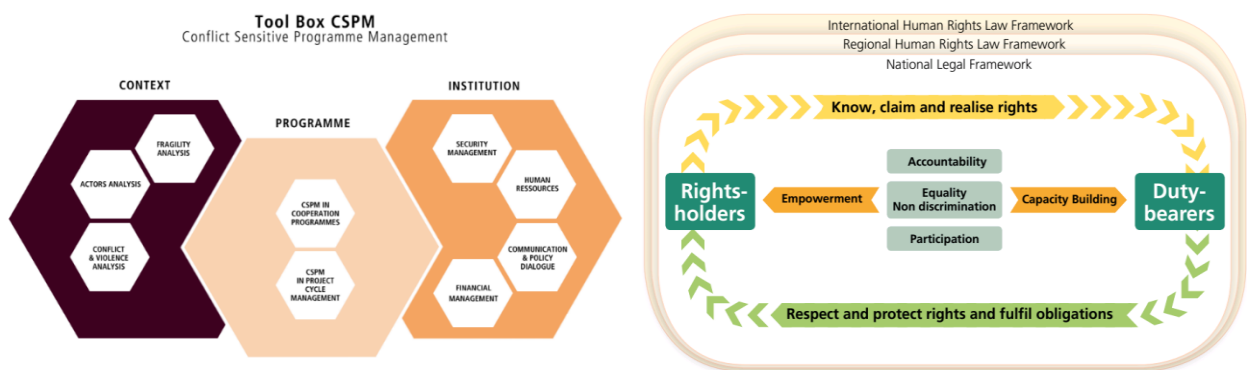 Tool Box CSPM
Conflict Sensitive Programme Management
CONTEXT
FRAGILITY
ANALYSIS
ACTORS ANALYSIS
CONFLICT
& VIOLENCE
ANALYSIS
PROGRAMME
CSPM IN
COOPERATION
PROGRAMMES
CSPM
IN PROJECT
CYCLE
MANAGEMENT
INSTITUTION
SECURITY
MANAGEMENT
HUMAN
RESSOURCES
COMMUNICATION
& POLICY
DIALOGUE
FINANCIAL
MANAGEMENT
International Human Rights Law Framework
Regional Human Rights Law Framework
National Legal Framework
Know, claim and realise rights
Rights-
holders
Empowerment
Accountability
Equality
Non discrimination
Participation
Capacity Building
Duty-
bearers
Respect and protect rights and fulfil obligations